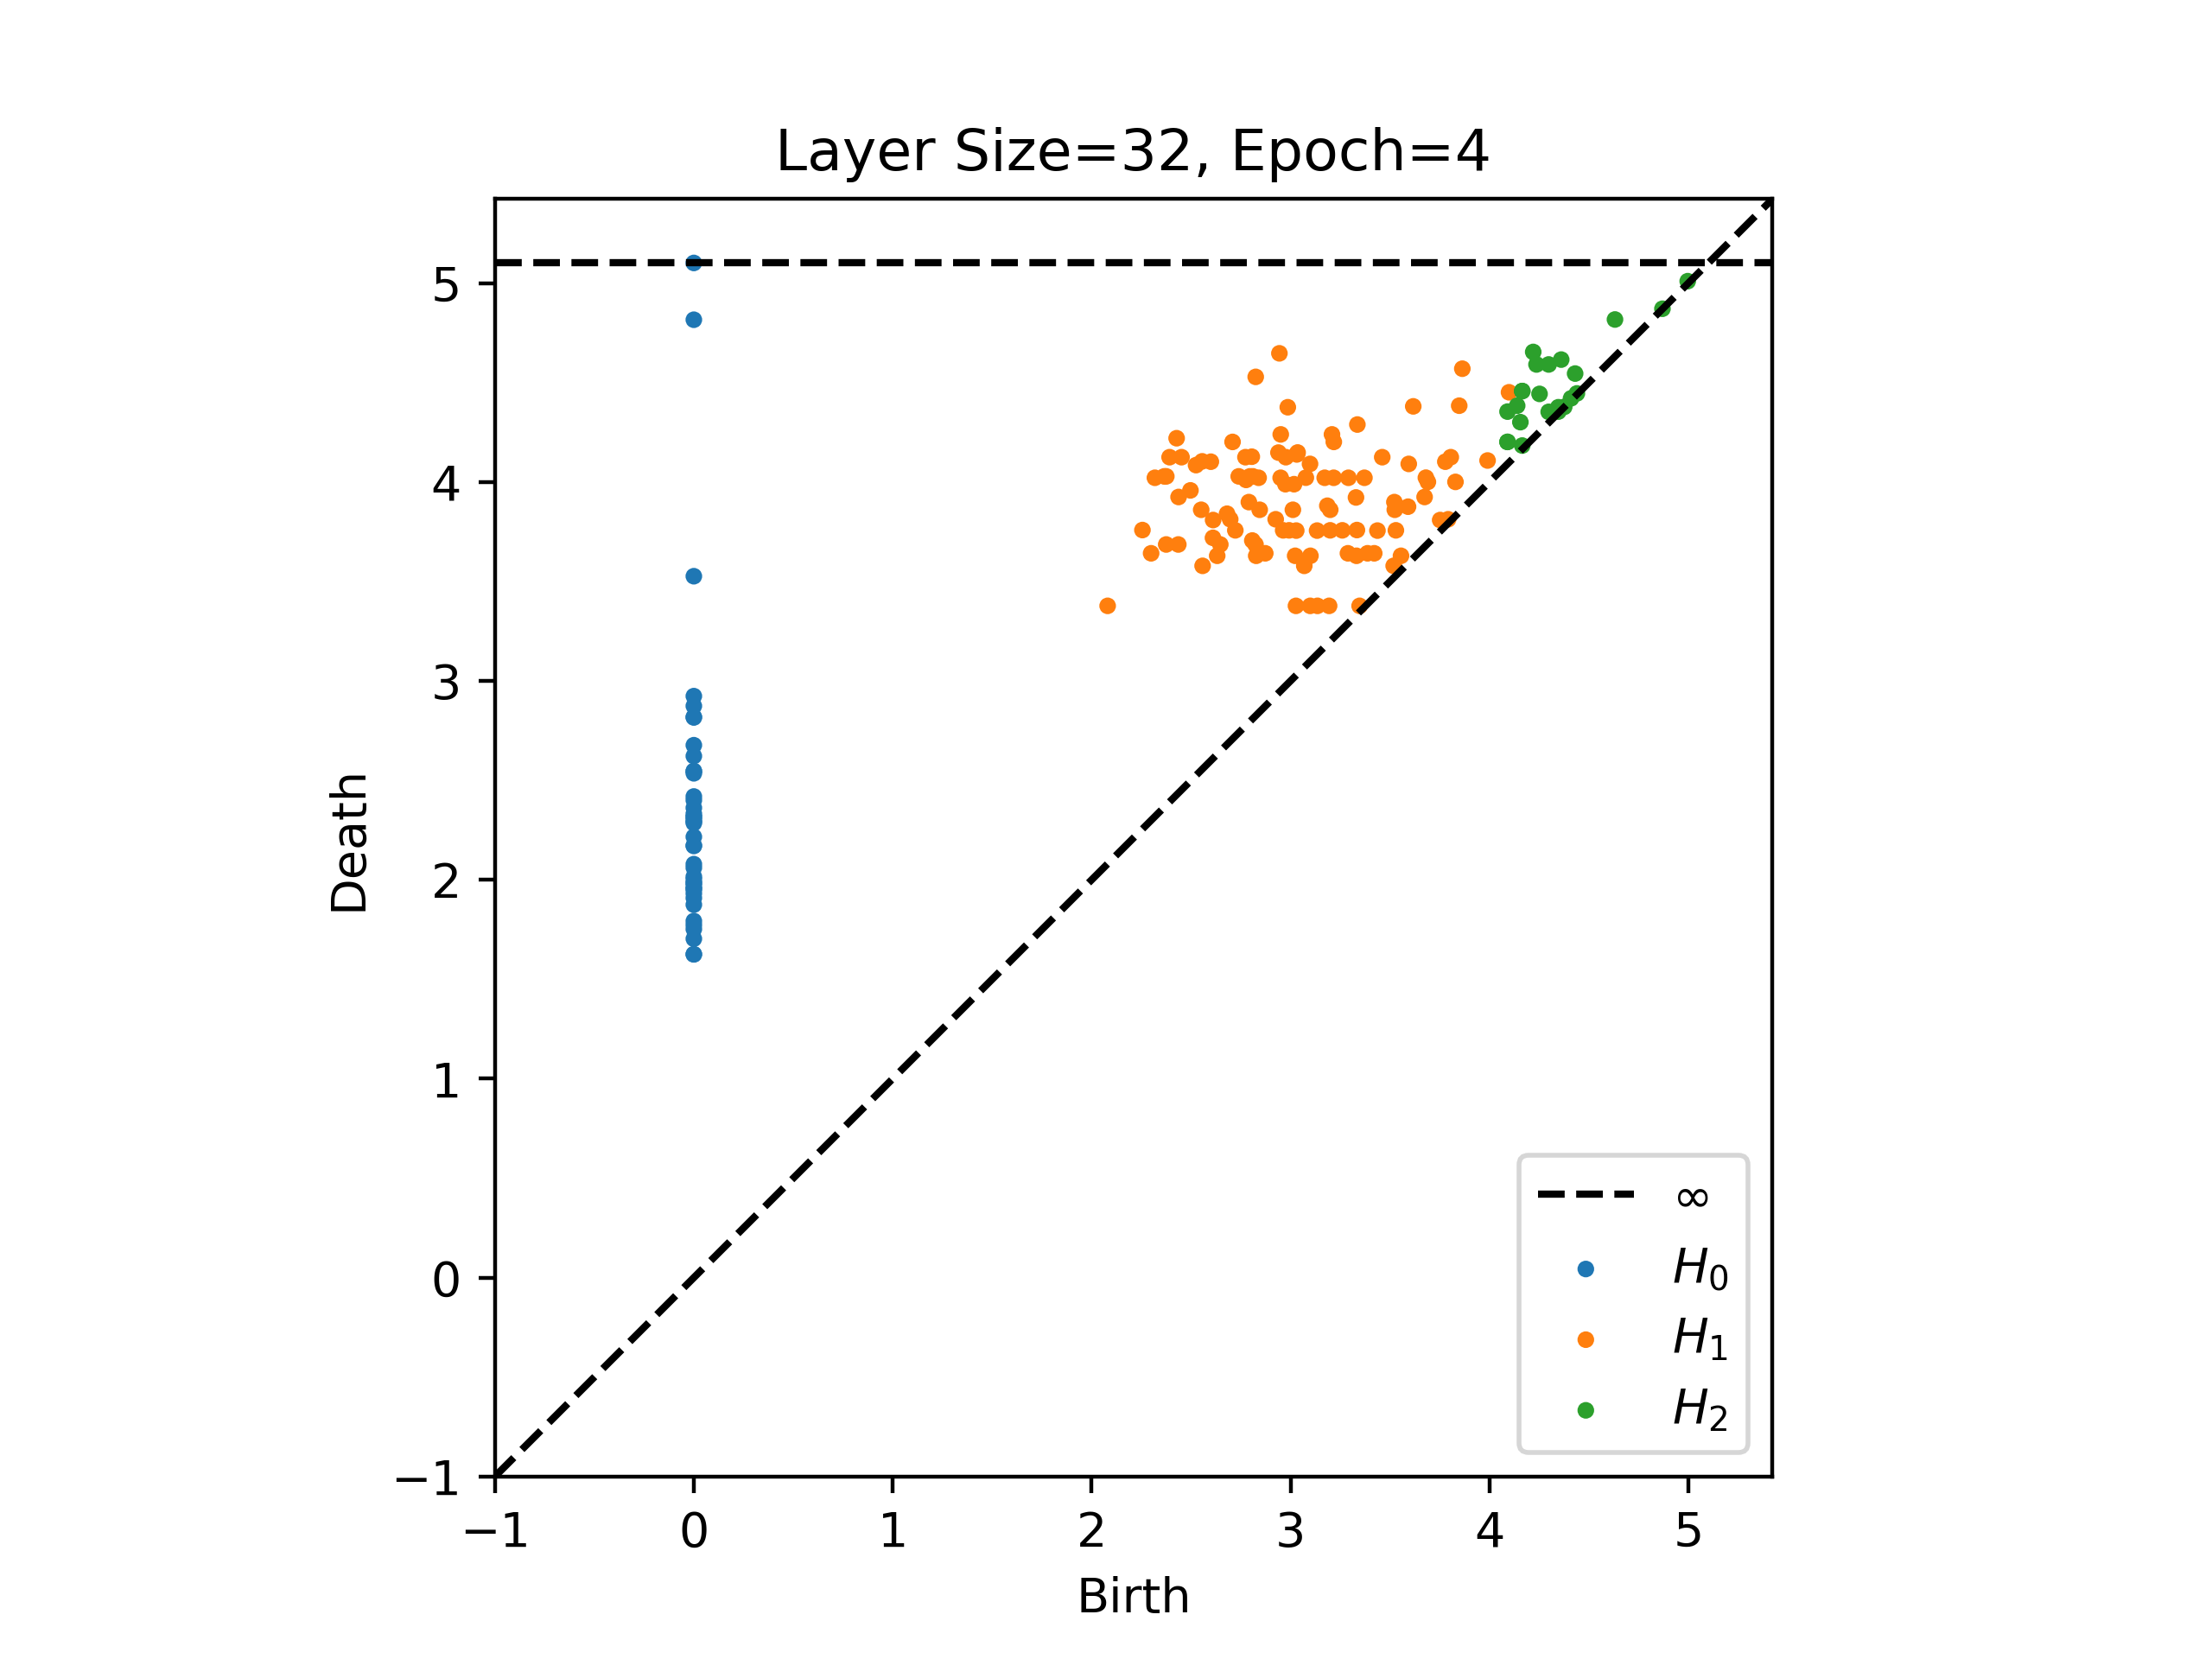 Layer Size=32, Epoch=4
5
4
3
2
1
0
−1
Death
∞
H₀
H₁
H₂
−1 0 1 2 3 4 5
Birth